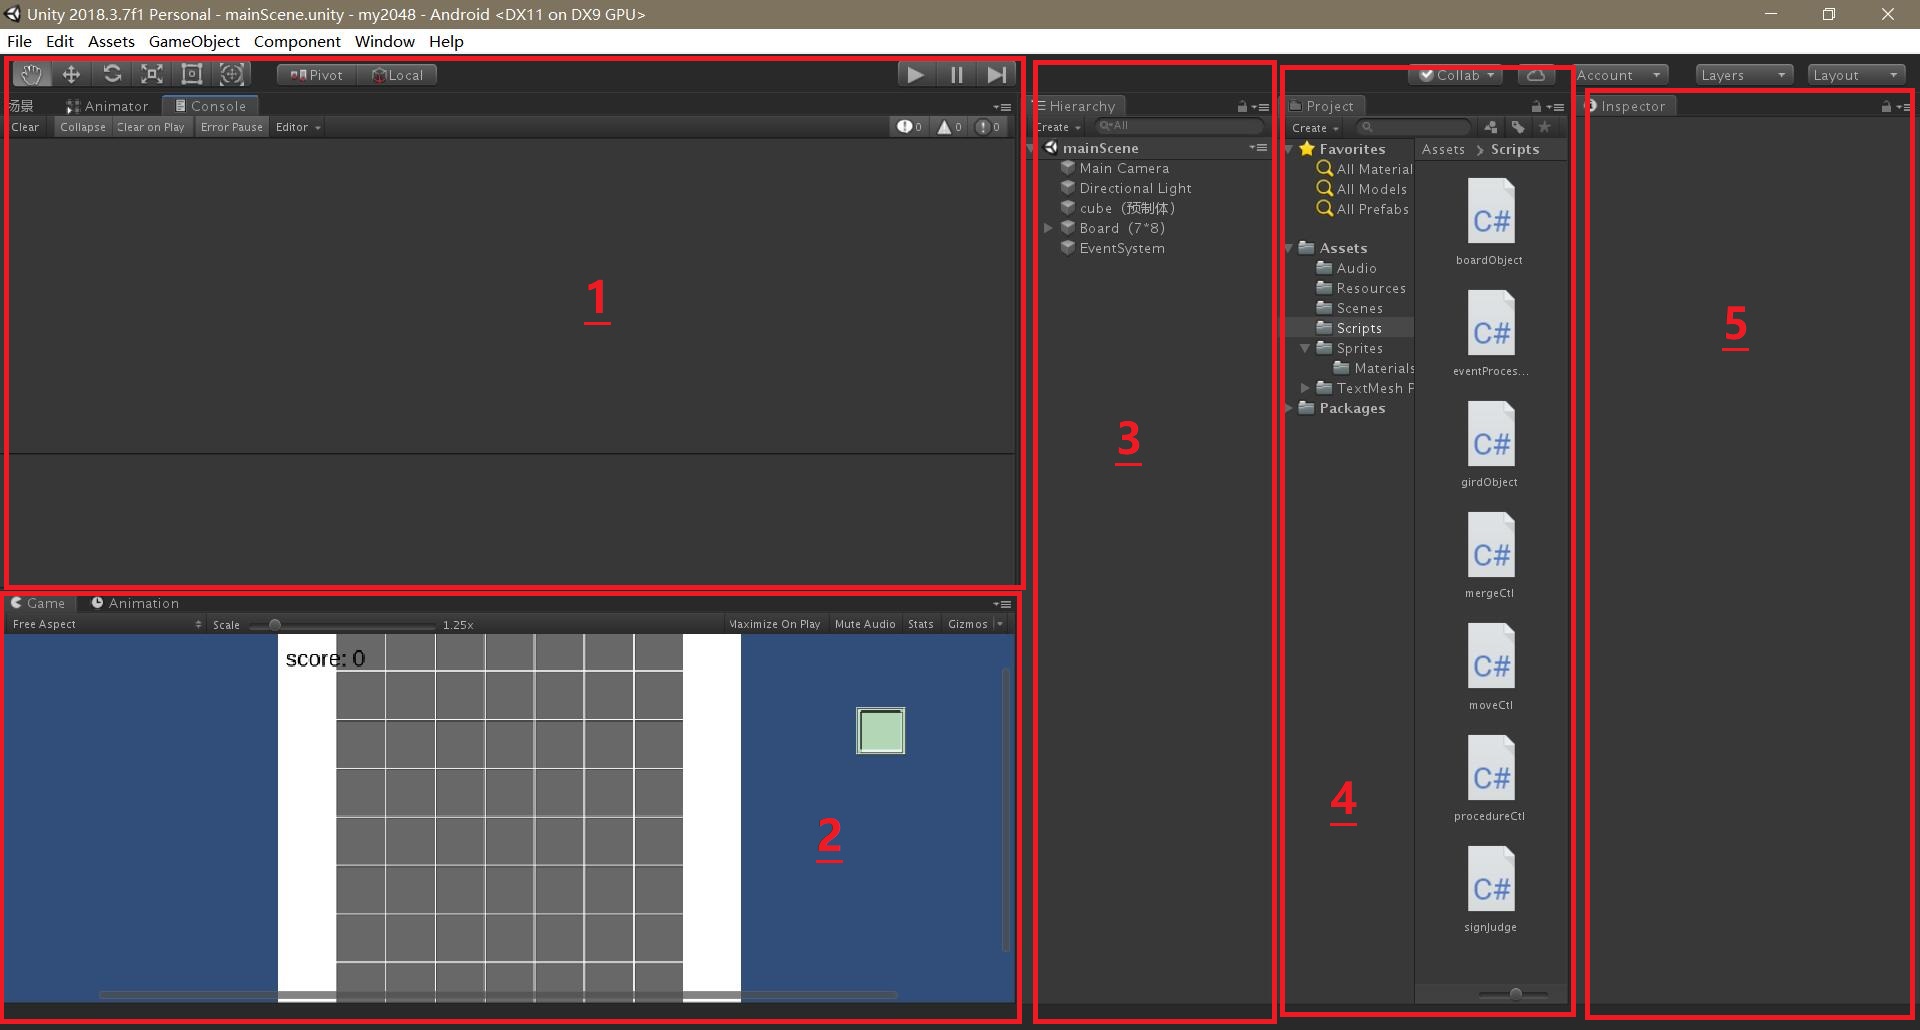 Unity 2018.3.7f1 Personal - mainScene.unity - my2048 - Android <DX11 on DX9 GPU>
File Edit Assets GameObject Component Window Help
Pivot Local
Collab Account Layers Layout
场景 Animator Console
Clear Collapse Clear on Play Error Pause Editor 0 0 0
1
Game Animation
Free Aspect Scale 1.25x Maximize On Play Mute Audio Stats Gizmos
score: 0
2
Hierarchy
Create All
mainScene
Main Camera
Directional Light
cube（预制体）
Board（7*8）
EventSystem
3
Project
Create
Favorites
All Material
All Models
All Prefabs
Assets
Audio
Resources
Scenes
Scripts
Sprites
Materials
TextMesh P
Packages
4
Assets > Scripts
C#
boardObject
C#
eventProces...
C#
girdObject
C#
mergeCtl
C#
moveCtl
C#
procedureCtl
C#
signJudge
Inspector
5